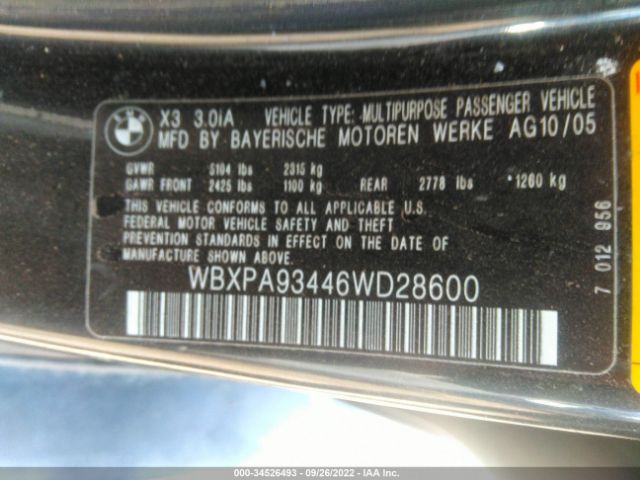 X3 3.0iA VEHICLE TYPE: MULTIPURPOSE PASSENGER VEHICLE
MFD BY BAYERISCHE MOTOREN WERKE AG10/05
GVWR 5104 lbs 2315 kg
GAWR FRONT 2425 lbs 1100 kg REAR 2778 lbs *1260 kg
THIS VEHICLE CONFORMS TO ALL APPLICABLE U.S.
FEDERAL MOTOR VEHICLE SAFETY AND THEFT
PREVENTION STANDARDS IN EFFECT ON THE DATE OF
MANUFACTURE SHOWN ABOVE.
WBXPA93446WD28600
7 012 956
000-34526493 - 09/26/2022 - IAA Inc.